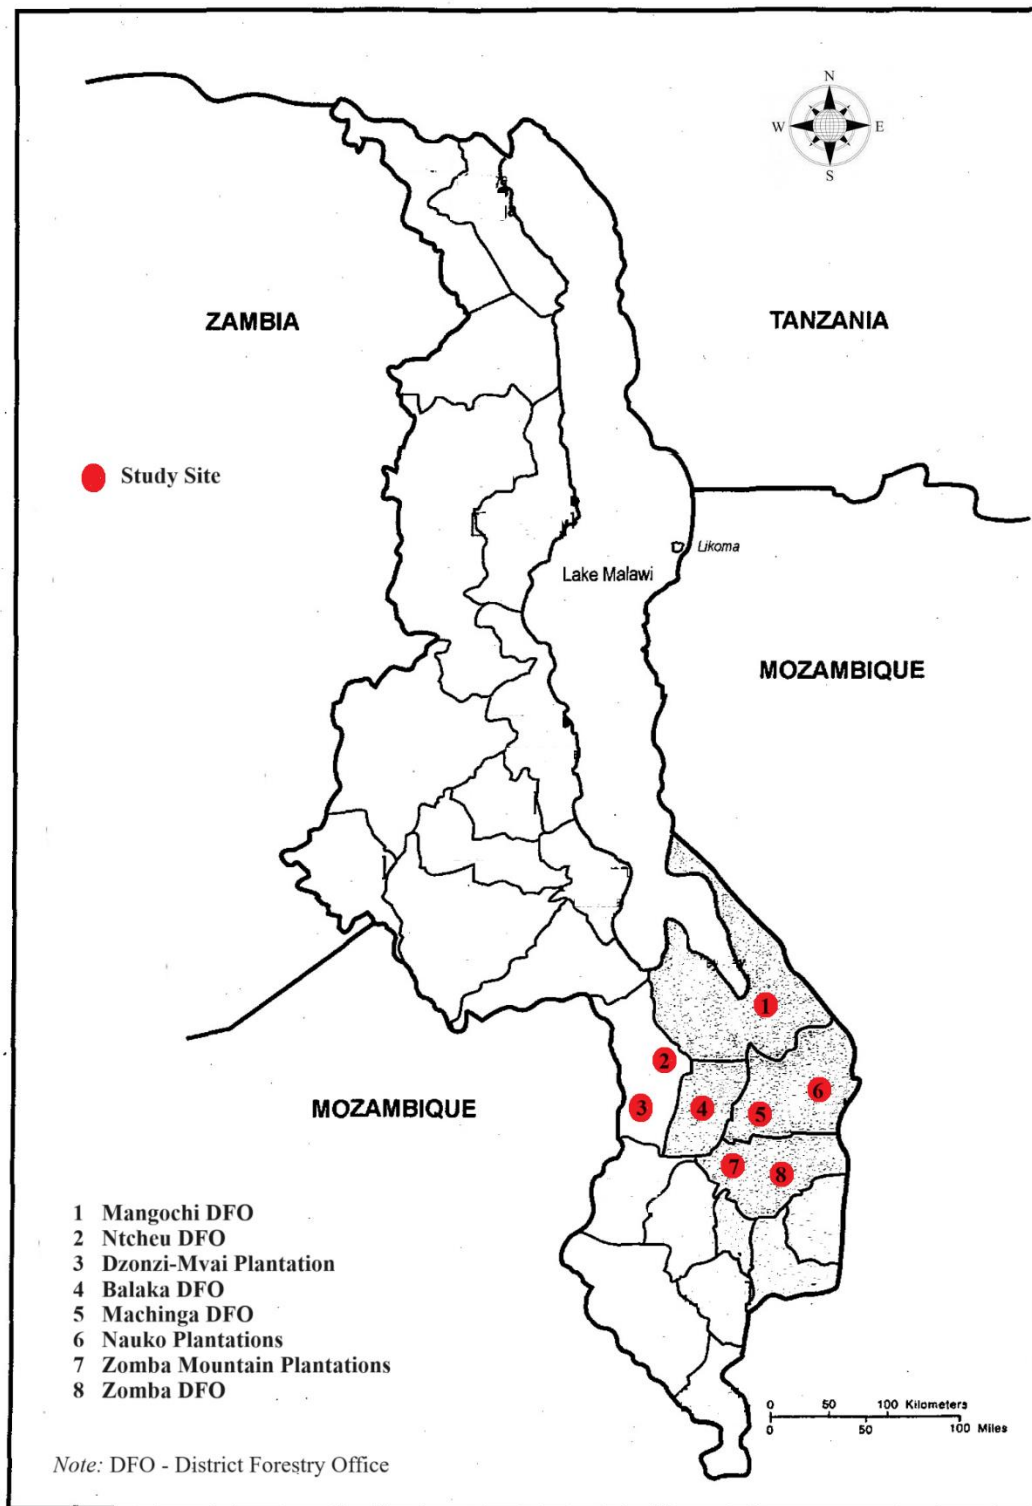 N
W E
S
ZAMBIA
TANZANIA
Study Site
Likoma
Lake Malawi
MOZAMBIQUE
1
2
6
3
4
5
MOZAMBIQUE
7
8
1 Mangochi DFO
2 Ntcheu DFO
3 Dzonzi-Mvai Plantation
4 Balaka DFO
5 Machinga DFO
6 Nauko Plantations
7 Zomba Mountain Plantations
8 Zomba DFO
0 50 100 Kilometers
0 50 100 Miles
Note: DFO - District Forestry Office